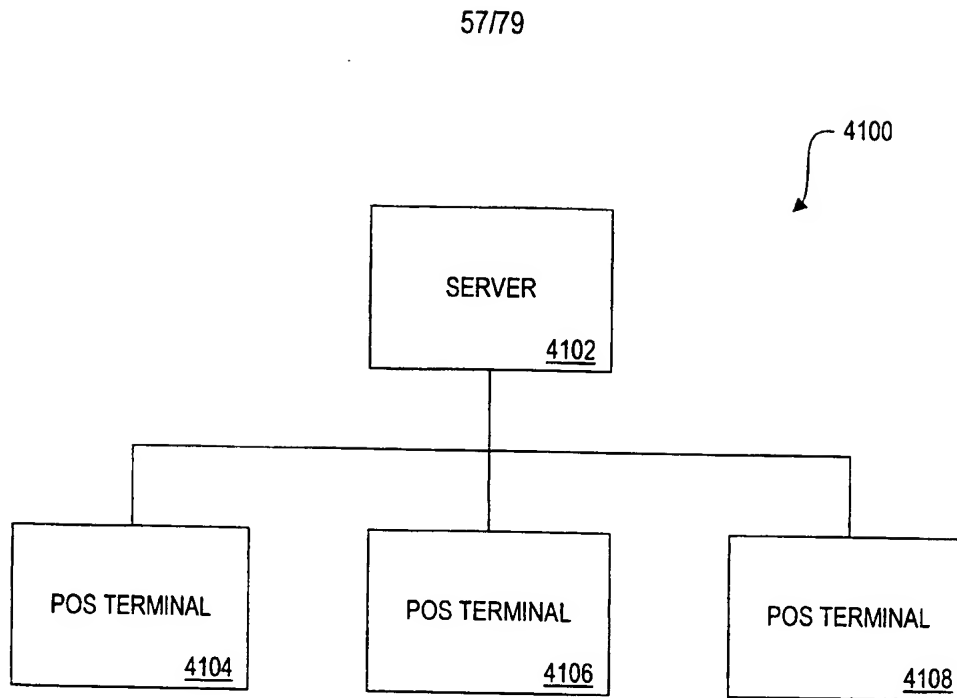 57/79
4100
SERVER
4102
POS TERMINAL
4104
POS TERMINAL
4106
POS TERMINAL
4108